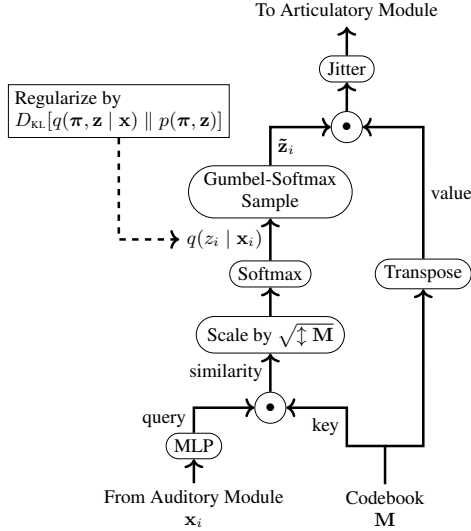 To Articulatory Module
Jitter
Regularize by
D_KL[q(π, z | x) ∥ p(π, z)]
z̃_i
Gumbel-Softmax
Sample
value
q(z_i | x_i)
Softmax
Transpose
Scale by √↕ M
similarity
query
key
MLP
From Auditory Module
x_i
Codebook
M